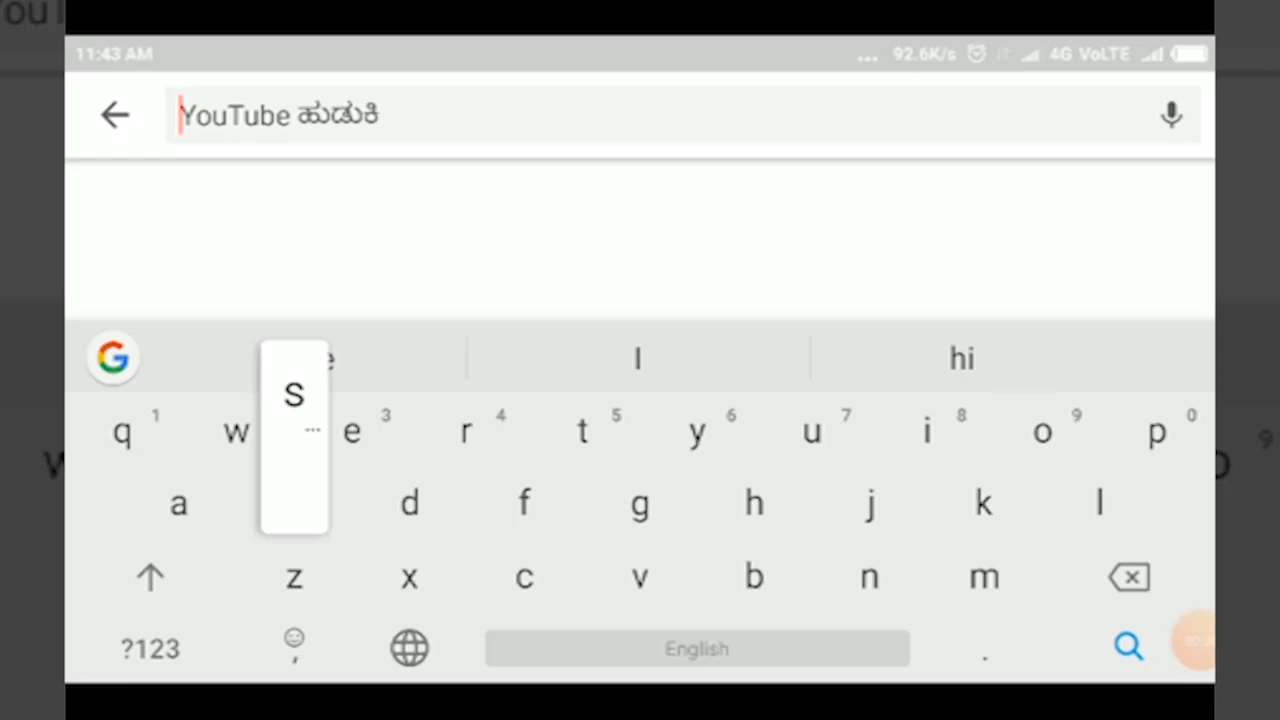 11:43 AM ... 92.6K/s 4G VoLTE
YouTube ಹುಡುಕಿ
I hi
S
q 1 w e 3 r 4 t 5 y 6 u 7 i 8 o 9 p 0
a d f g h j k l
z x c v b n m
?123 , English .